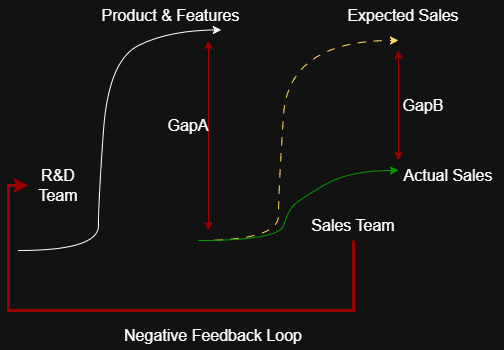 Product & Features
Expected Sales
GapB
GapA
R&D
Team
Actual Sales
Sales Team
Negative Feedback Loop